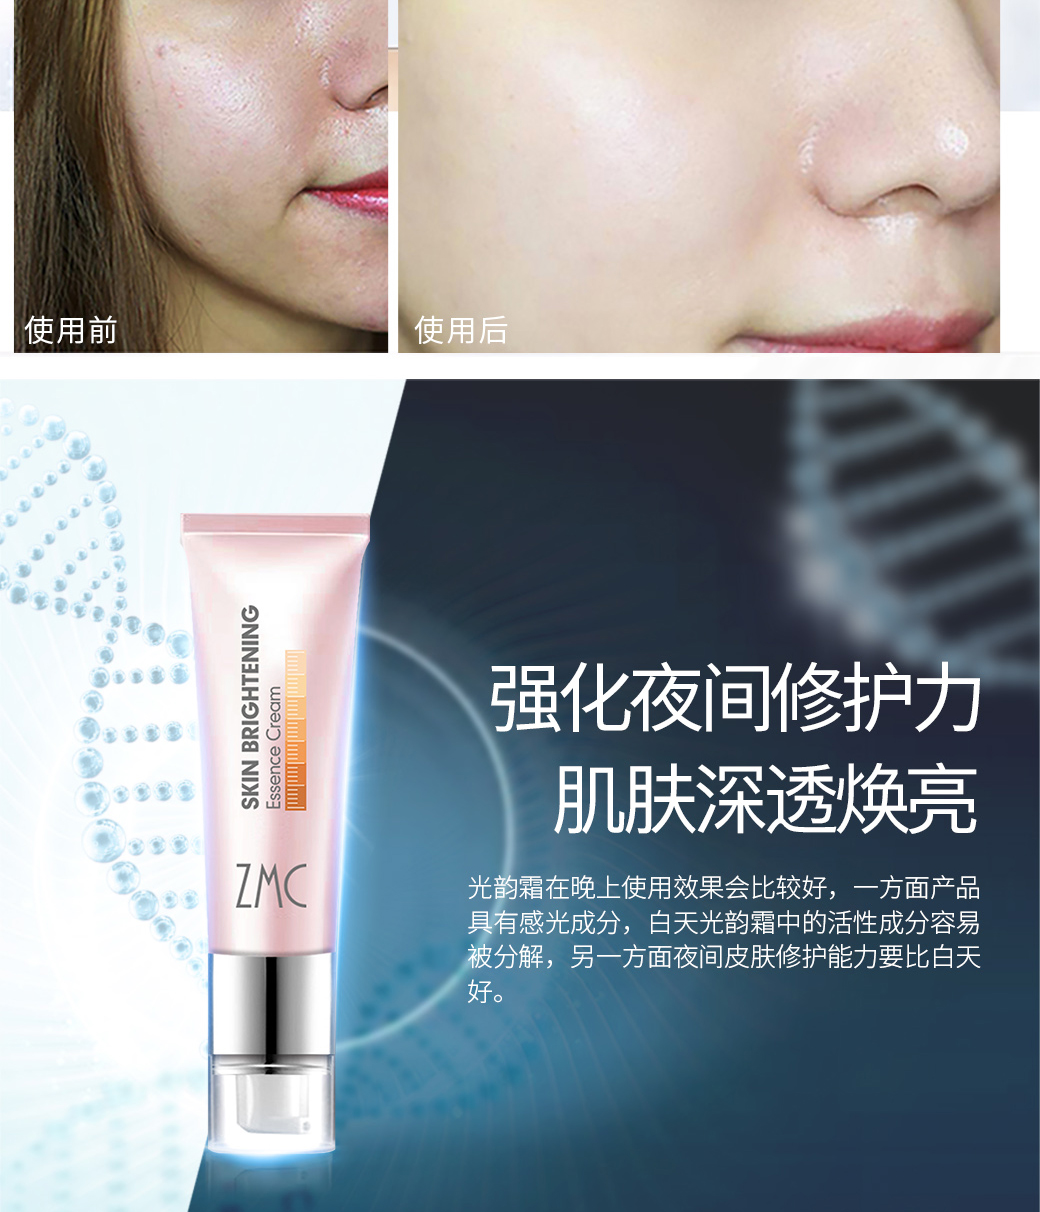 使用前
使用后
SKIN BRIGHTENING
Essence Cream
ZMC
强化夜间修护力
肌肤深透焕亮
光韵霜在晚上使用效果会比较好，一方面产品
具有感光成分，白天光韵霜中的活性成分容易
被分解，另一方面夜间皮肤修护能力要比白天
好。